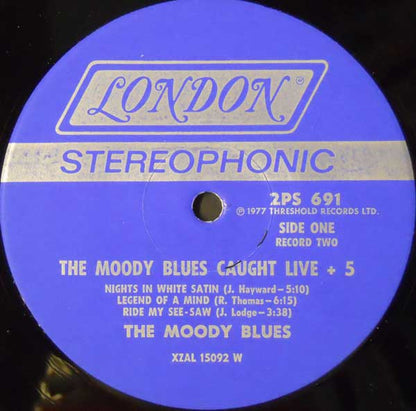 LONDON
STEREOPHONIC
2PS 691
℗ 1977 THRESHOLD RECORDS LTD.
SIDE ONE
RECORD TWO
THE MOODY BLUES CAUGHT LIVE + 5
NIGHTS IN WHITE SATIN (J. Hayward—5:10)
LEGEND OF A MIND (R. Thomas—6:15)
RIDE MY SEE-SAW (J. Lodge—3:38)
THE MOODY BLUES
XZAL 15092 W